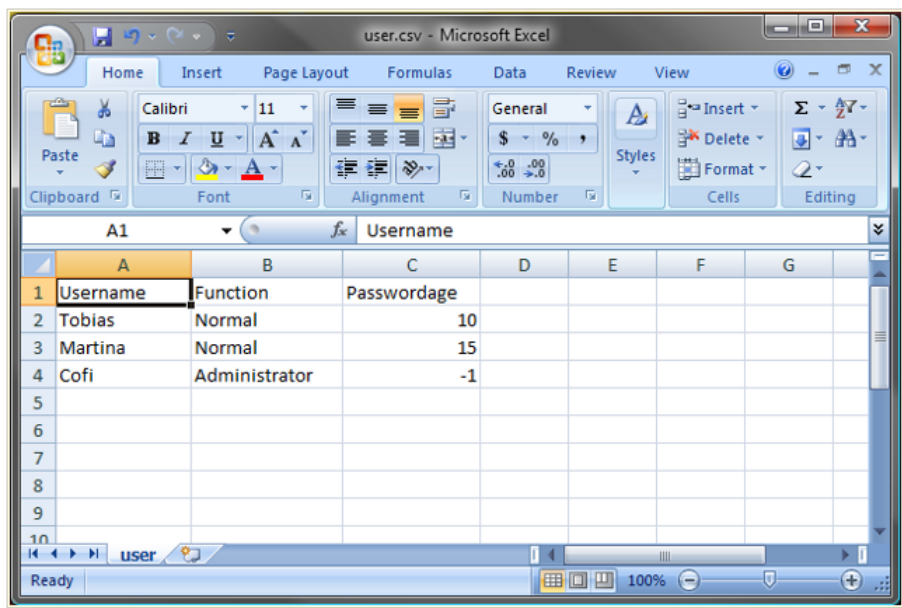 user.csv - Microsoft Excel
Home Insert Page Layout Formulas Data Review View
Calibri 11 General Insert
B I U A A $ % , Delete
Paste A .00 .0 Styles Format
Clipboard Font Alignment Number Cells Editing
A1 fx Username
A B C D E F G
1 Username Function Passwordage
2 Tobias Normal 10
3 Martina Normal 15
4 Cofi Administrator -1
5
6
7
8
9
10
user
Ready 100%